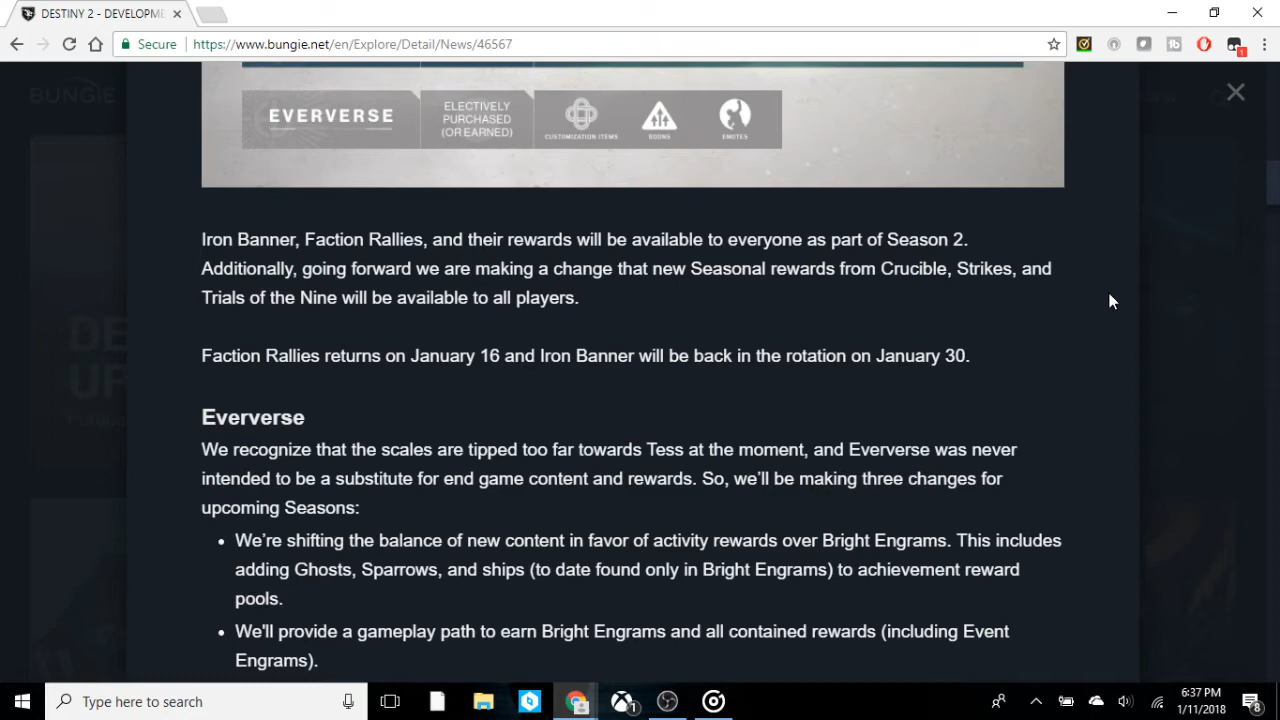 DESTINY 2 - DEVELOPME
Secure
https://www.bungie.net/en/Explore/Detail/News/46567
1
BUNGIE
EVERVERSE
ELECTIVELY
PURCHASED
(OR EARNED)
CUSTOMIZATION ITEMS
BOONS
EMOTES
Iron Banner, Faction Rallies, and their rewards will be available to everyone as part of Season 2.
Additionally, going forward we are making a change that new Seasonal rewards from Crucible, Strikes, and
Trials of the Nine will be available to all players.
Faction Rallies returns on January 16 and Iron Banner will be back in the rotation on January 30.
Eververse
We recognize that the scales are tipped too far towards Tess at the moment, and Eververse was never
intended to be a substitute for end game content and rewards. So, we'll be making three changes for
upcoming Seasons:
• We're shifting the balance of new content in favor of activity rewards over Bright Engrams. This includes
adding Ghosts, Sparrows, and ships (to date found only in Bright Engrams) to achievement reward
pools.
• We'll provide a gameplay path to earn Bright Engrams and all contained rewards (including Event
Engrams).
Type here to search
1
6:37 PM
1/11/2018
8